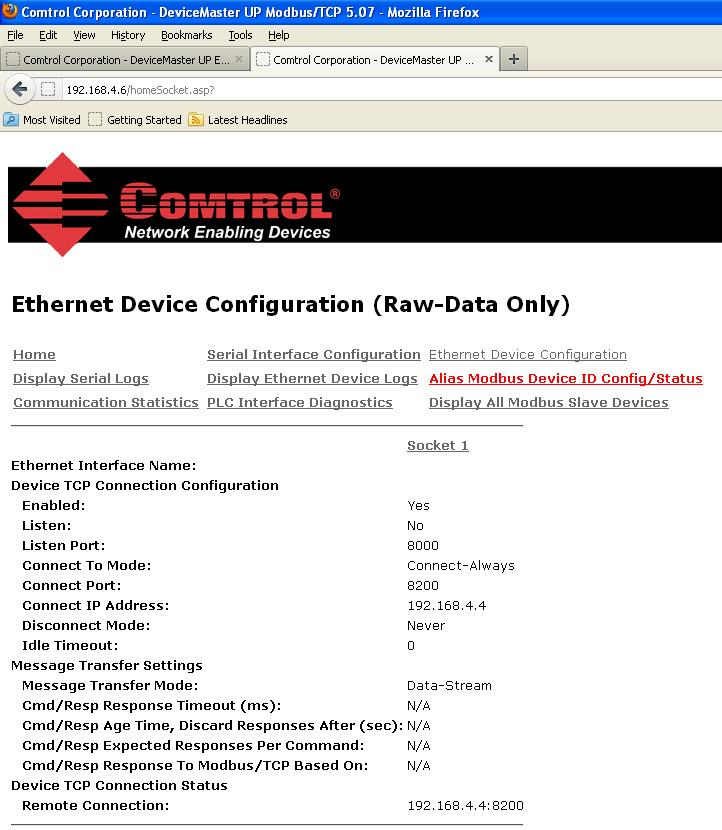 Comtrol Corporation - DeviceMaster UP Modbus/TCP 5.07 - Mozilla Firefox
File Edit View History Bookmarks Tools Help
Comtrol Corporation - DeviceMaster UP E... × Comtrol Corporation - DeviceMaster UP ... × +
192.168.4.6/homeSocket.asp?
Most Visited Getting Started Latest Headlines
COMTROL®
Network Enabling Devices
Ethernet Device Configuration (Raw-Data Only)
Home Serial Interface Configuration Ethernet Device Configuration
Display Serial Logs Display Ethernet Device Logs Alias Modbus Device ID Config/Status
Communication Statistics PLC Interface Diagnostics Display All Modbus Slave Devices
Socket 1
Ethernet Interface Name:
Device TCP Connection Configuration
Enabled: Yes
Listen: No
Listen Port: 8000
Connect To Mode: Connect-Always
Connect Port: 8200
Connect IP Address: 192.168.4.4
Disconnect Mode: Never
Idle Timeout: 0
Message Transfer Settings
Message Transfer Mode: Data-Stream
Cmd/Resp Response Timeout (ms): N/A
Cmd/Resp Age Time, Discard Responses After (sec): N/A
Cmd/Resp Expected Responses Per Command: N/A
Cmd/Resp Response To Modbus/TCP Based On: N/A
Device TCP Connection Status
Remote Connection: 192.168.4.4:8200